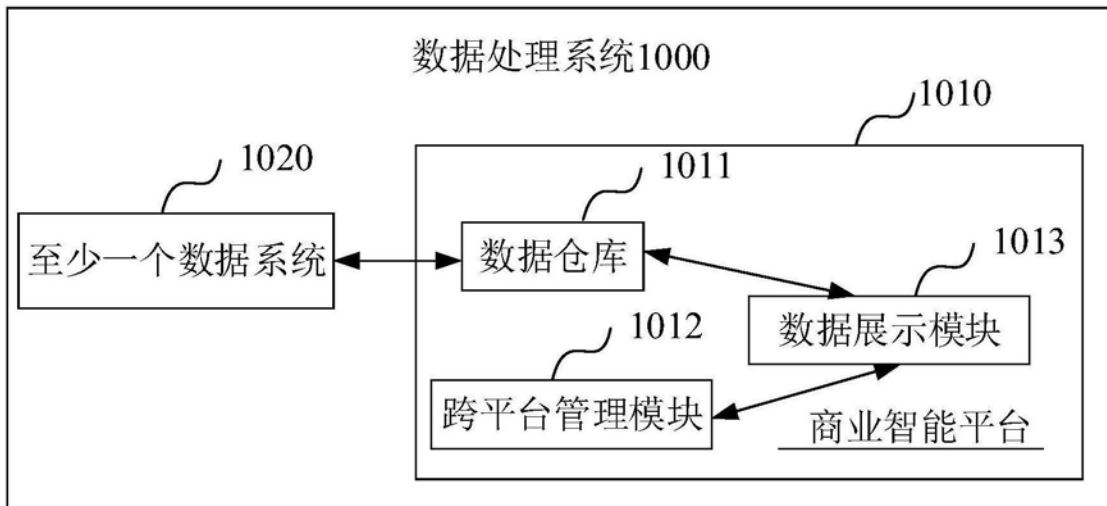 数据处理系统1000
1010
1020
1011
至少一个数据系统
数据仓库
1013
1012
数据展示模块
跨平台管理模块
商业智能平台